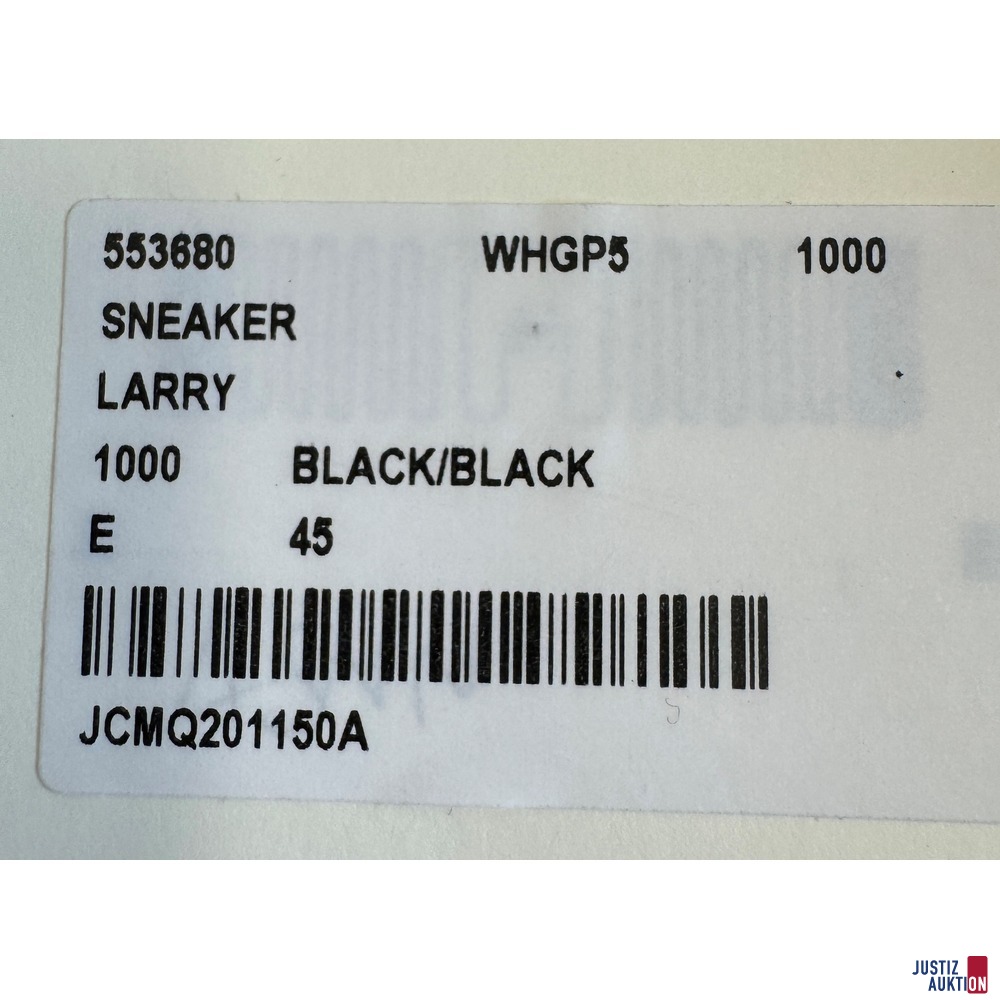 553680 WHGP5 1000
SNEAKER
LARRY
1000 BLACK/BLACK
E 45
JCMQ201150A
JUSTIZ
AUKTION